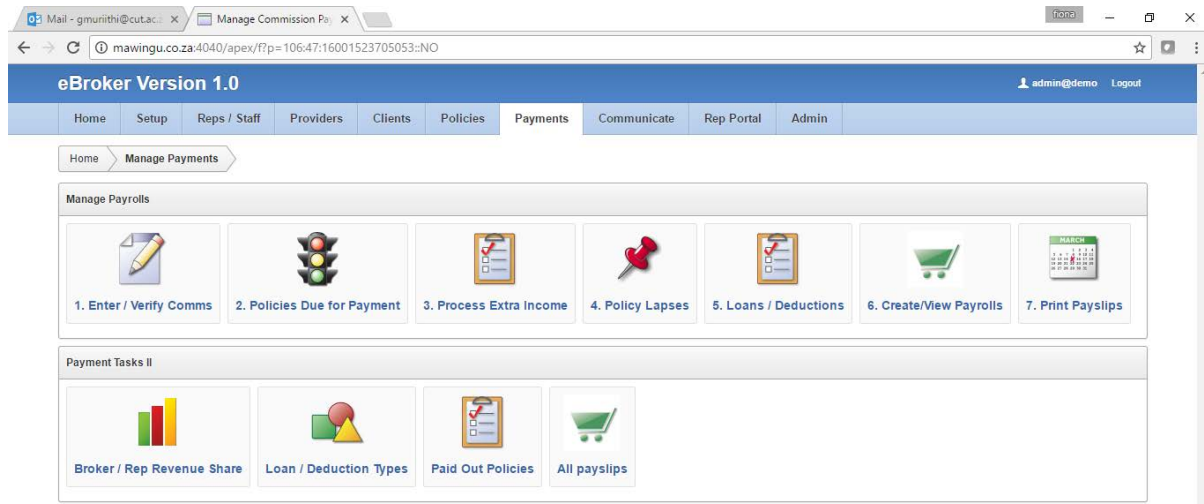 Mail - gmuriithi@cut.ac.z
Manage Commission Pay
fiona
mawingu.co.za:4040/apex/f?p=106:47:16001523705053::NO
eBroker Version 1.0
admin@demo Logout
Home Setup Reps / Staff Providers Clients Policies Payments Communicate Rep Portal Admin
Home Manage Payments
Manage Payrolls
MARCH
1. Enter / Verify Comms 2. Policies Due for Payment 3. Process Extra Income 4. Policy Lapses 5. Loans / Deductions 6. Create/View Payrolls 7. Print Payslips
Payment Tasks II
Broker / Rep Revenue Share Loan / Deduction Types Paid Out Policies All payslips